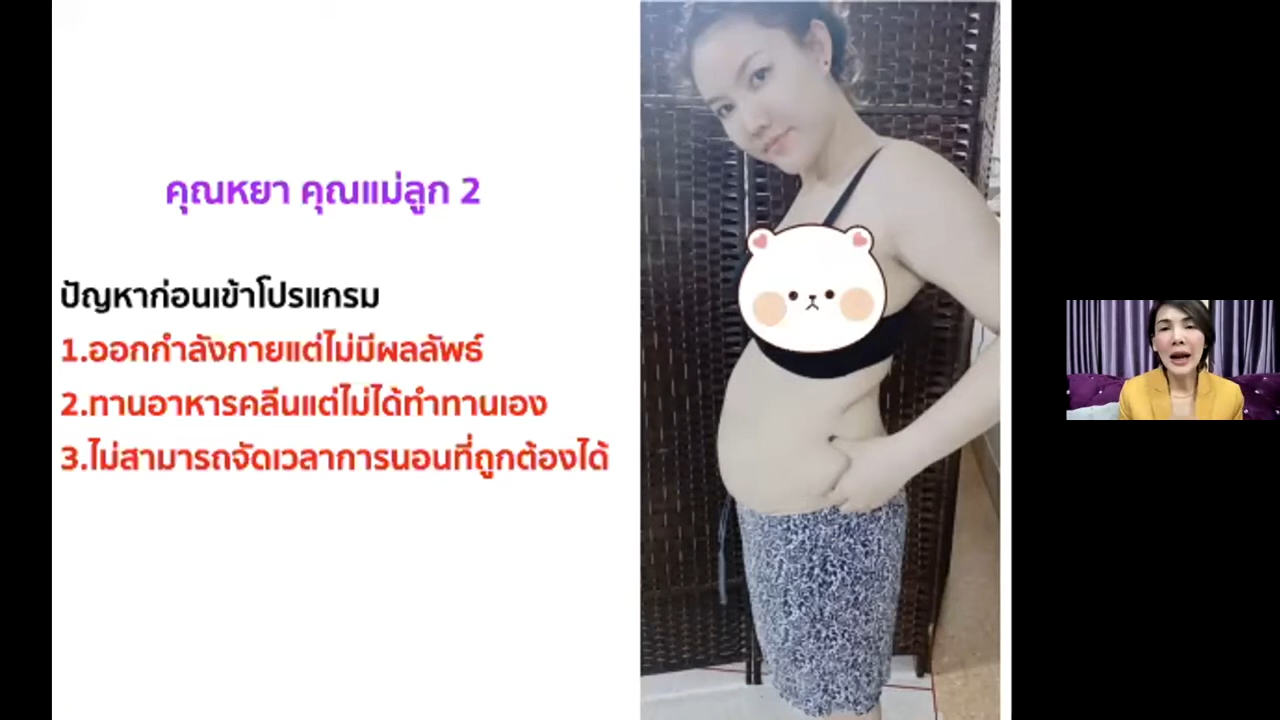 คุณหยา คุณแม่ลูก 2
ปัญหาก่อนเข้าโปรแกรม
1.ออกกำลังกายแต่ไม่มีผลลัพธ์
2.ทานอาหารคลีนแต่ไม่ได้ทำทานเอง
3.ไม่สามารถจัดเวลาการนอนที่ถูกต้องได้